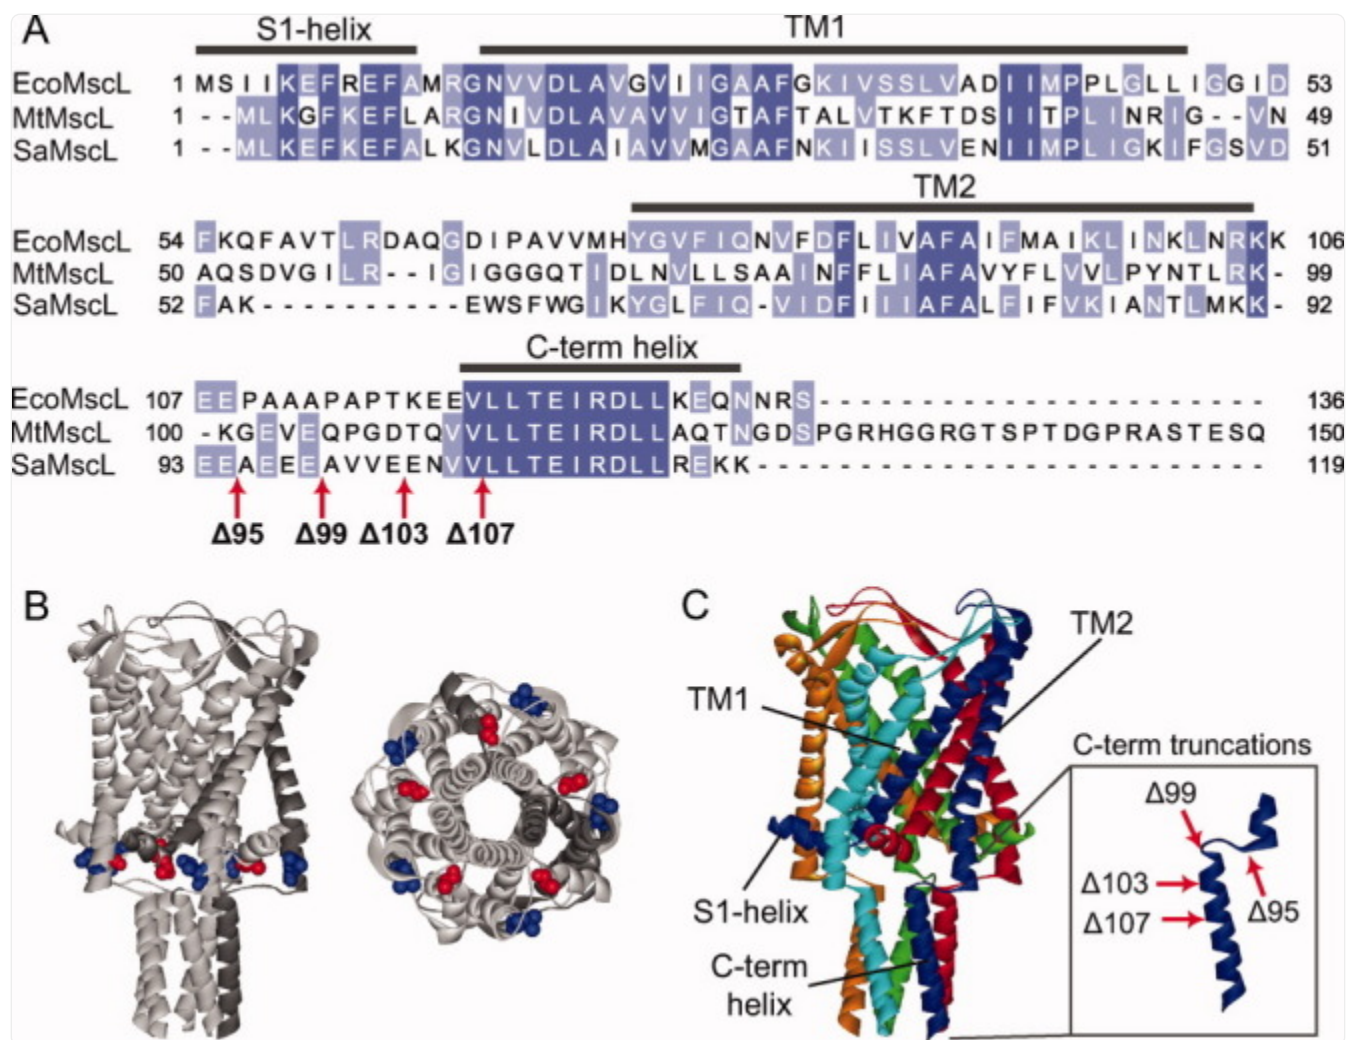 A
S1-helix TM1
EcoMscL 1 MSIIKEFREFAMRGNVVDLAVGVIIGAAFGKIVSSLVADIIMPPLGLLIGGID 53
MtMscL 1 --MLKGFKEFLARGNIVDLAVAVVIGTAFTALVTKFTDSIITPLINRIG--VN 49
SaMscL 1 --MLKEFKEFALKGNVLDLAIAVVMGAAFNKIISSLVENIIMPLIGKIFGSVD 51
TM2
EcoMscL 54 FKQFAVTLRDAQGDIPAVVMHYGVFIQNVFDFLIVAFAIFMAIKLINKLNRKK 106
MtMscL 50 AQSDVGILR--IGIGGGQTIDLNVLLSAAINFFLIAFAVYFLVVLPYNTLRK- 99
SaMscL 52 FAK----------EWSFWGIKYGLFIQ-VIDFIIIAFALFIFVKIANTLMKK- 92
C-term helix
EcoMscL 107 EEPAAAPAPTKEEVLLTEIRDLLKEQNNRS---------------------- 136
MtMscL 100 -KGEVEQPGDTQVVLLTEIRDLLAQTNGDSPGRHGGRGTSPTDGPRASTESQ 150
SaMscL 93 EEAEEEAVVEENVVLLTEIRDLLREKK------------------------- 119
Δ95 Δ99 Δ103 Δ107
B
C
TM2
TM1
S1-helix
C-term
helix
C-term truncations
Δ99
Δ103
Δ107
Δ95